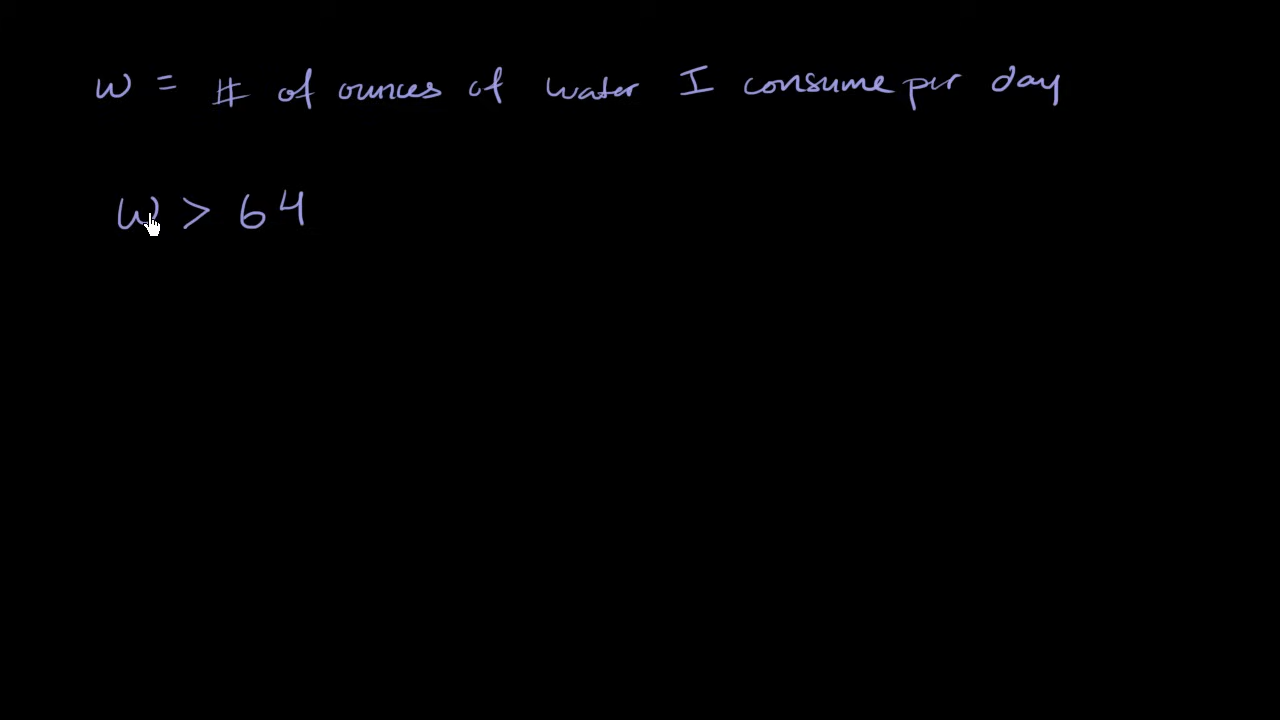 w = # of ounces of water I consume per day
w > 64